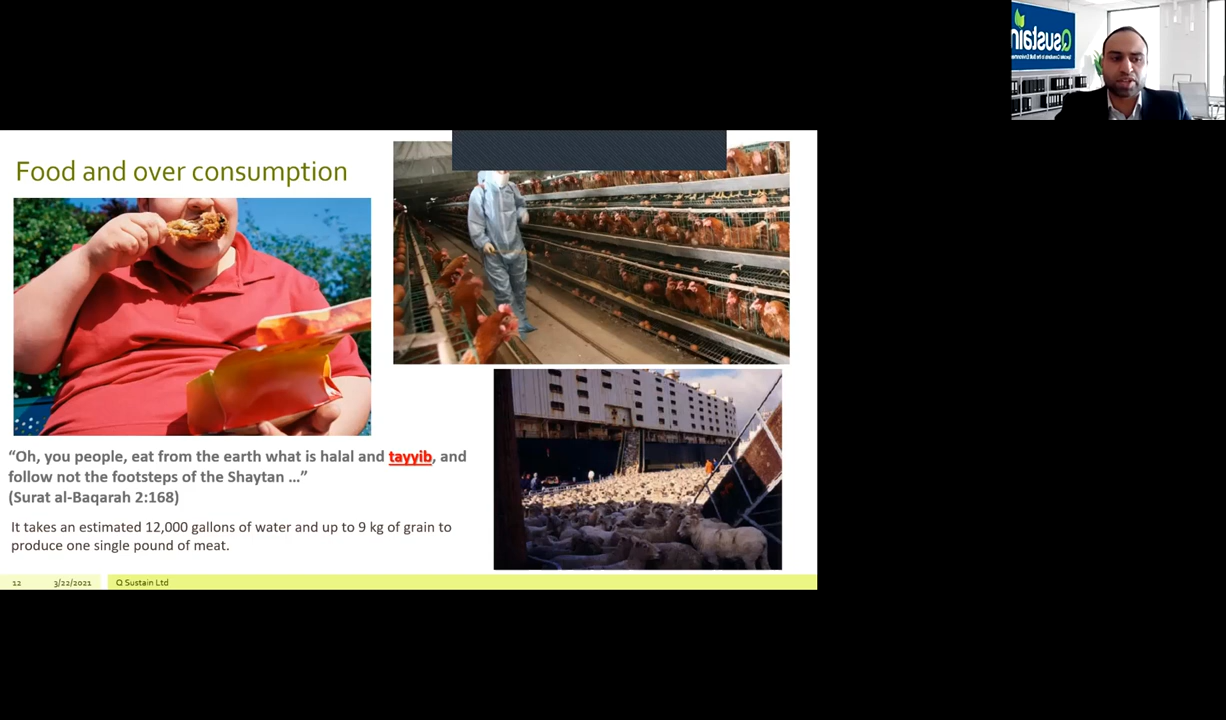 Qsustain
Food and over consumption
“Oh, you people, eat from the earth what is halal and tayyib, and
follow not the footsteps of the Shaytan …”
(Surat al-Baqarah 2:168)
It takes an estimated 12,000 gallons of water and up to 9 kg of grain to
produce one single pound of meat.
12 3/22/2021 Q Sustain Ltd